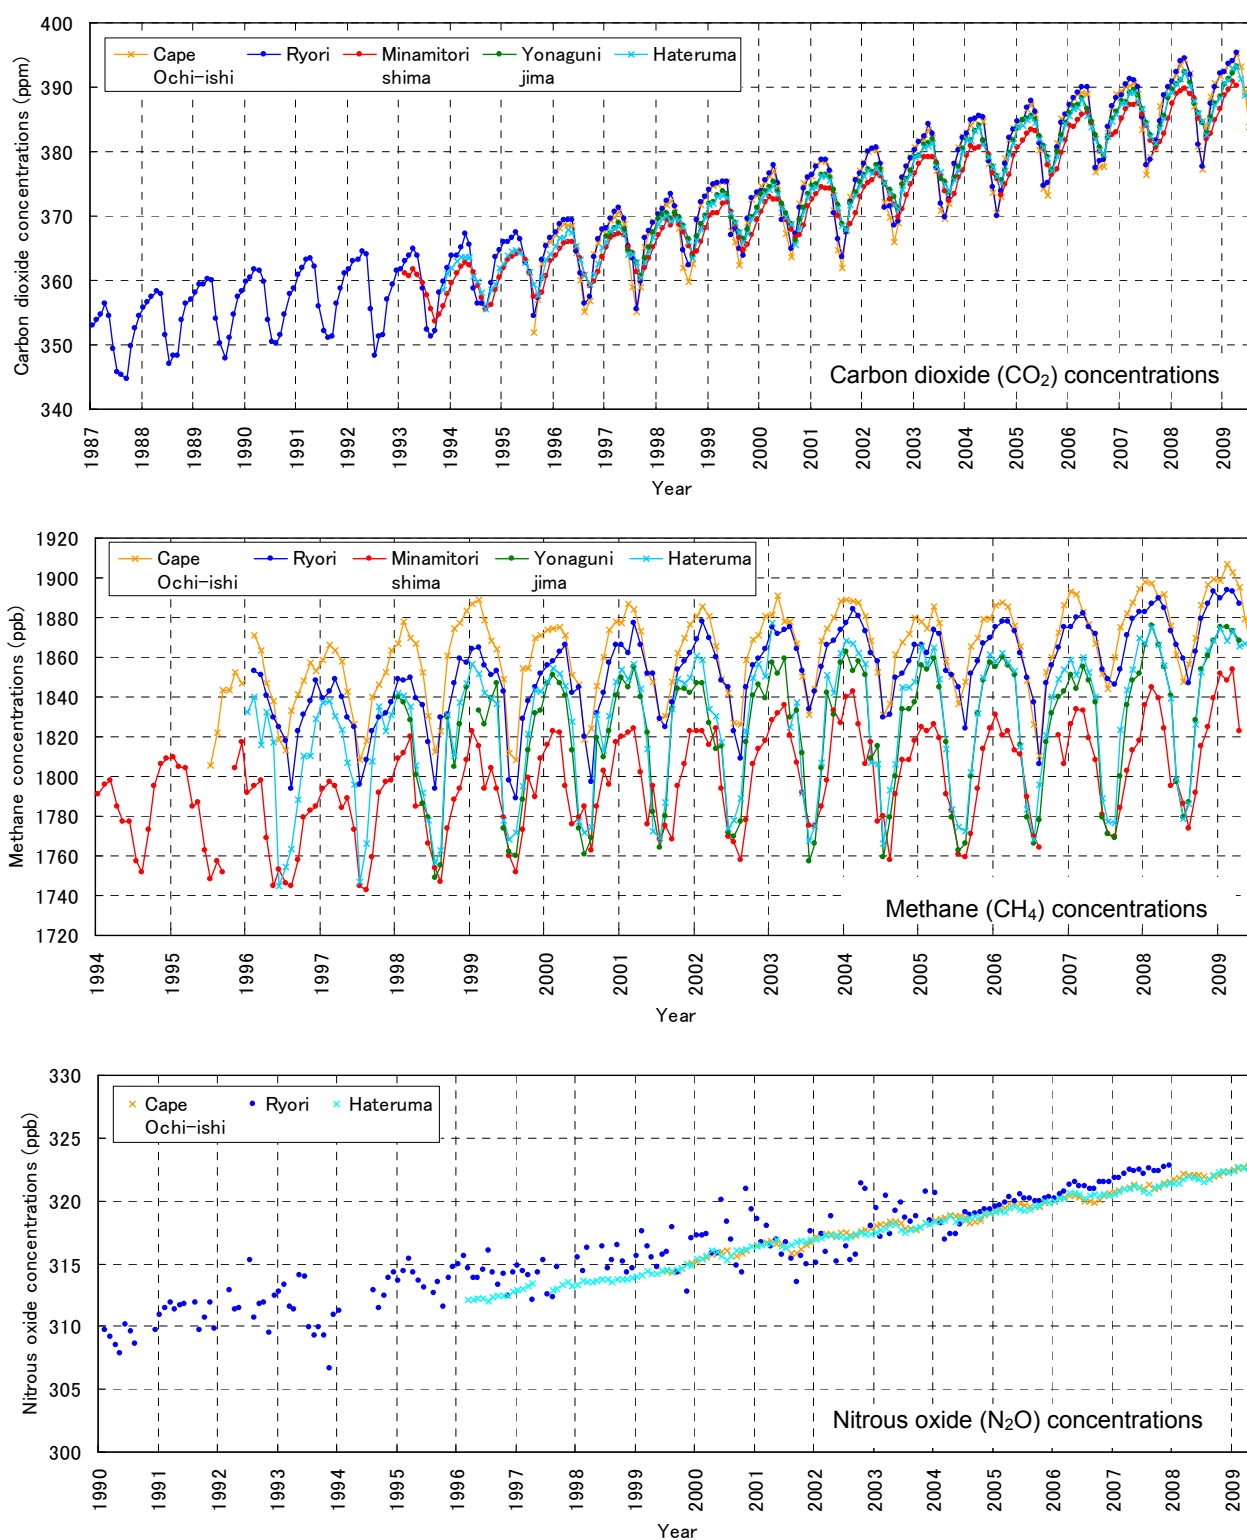 400
390
380
370
360
350
340
Carbon dioxide concentrations (ppm)
Cape Ryori Minamitori Yonaguni Hateruma
Ochi-ishi shima jima
Carbon dioxide (CO₂) concentrations
1987 1988 1989 1990 1991 1992 1993 1994 1995 1996 1997 1998 1999 2000 2001 2002 2003 2004 2005 2006 2007 2008 2009
Year
1920
1900
1880
1860
1840
1820
1800
1780
1760
1740
1720
Methane concentrations (ppb)
Cape Ryori Minamitori Yonaguni Hateruma
Ochi-ishi shima jima
Methane (CH₄) concentrations
1994 1995 1996 1997 1998 1999 2000 2001 2002 2003 2004 2005 2006 2007 2008 2009
Year
330
325
320
315
310
305
300
Nitrous oxide concentrations (ppb)
Cape Ryori Hateruma
Ochi-ishi
Nitrous oxide (N₂O) concentrations
1990 1991 1992 1993 1994 1995 1996 1997 1998 1999 2000 2001 2002 2003 2004 2005 2006 2007 2008 2009
Year